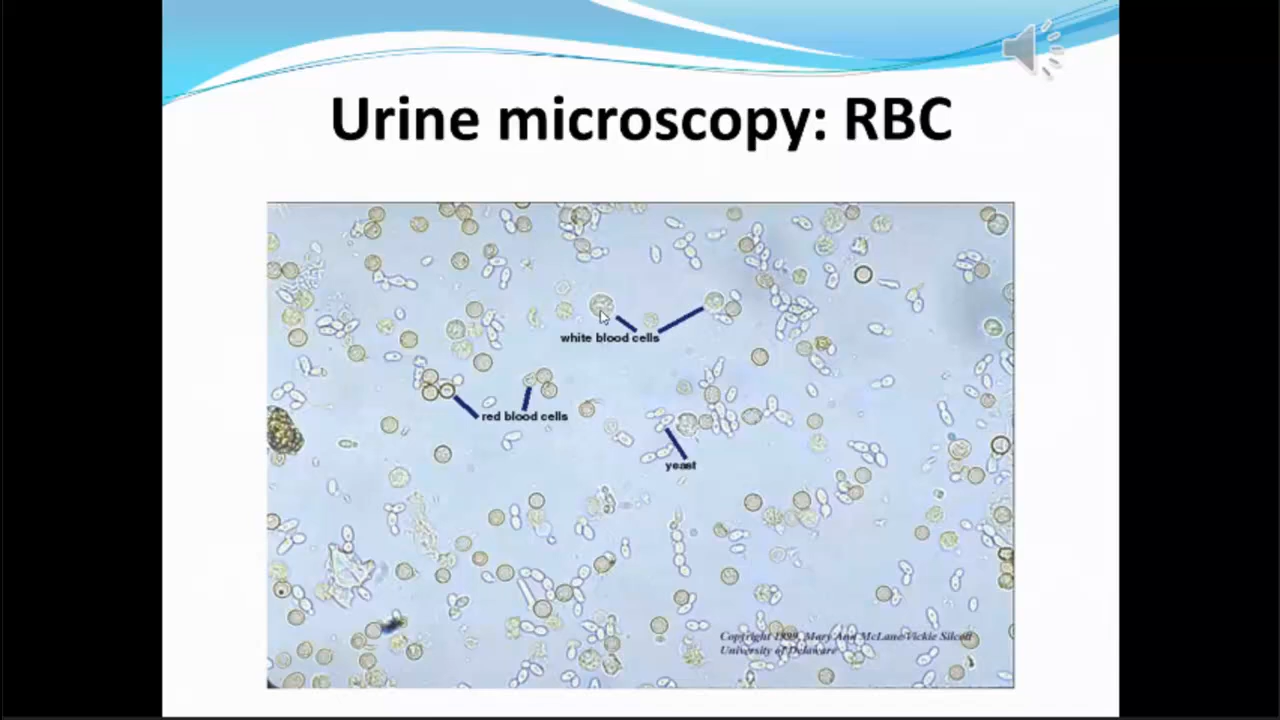 Urine microscopy: RBC
white blood cells
red blood cells
yeast
Copyright 1999, Mary Ann McLane-Vickie Silcott
University of Delaware